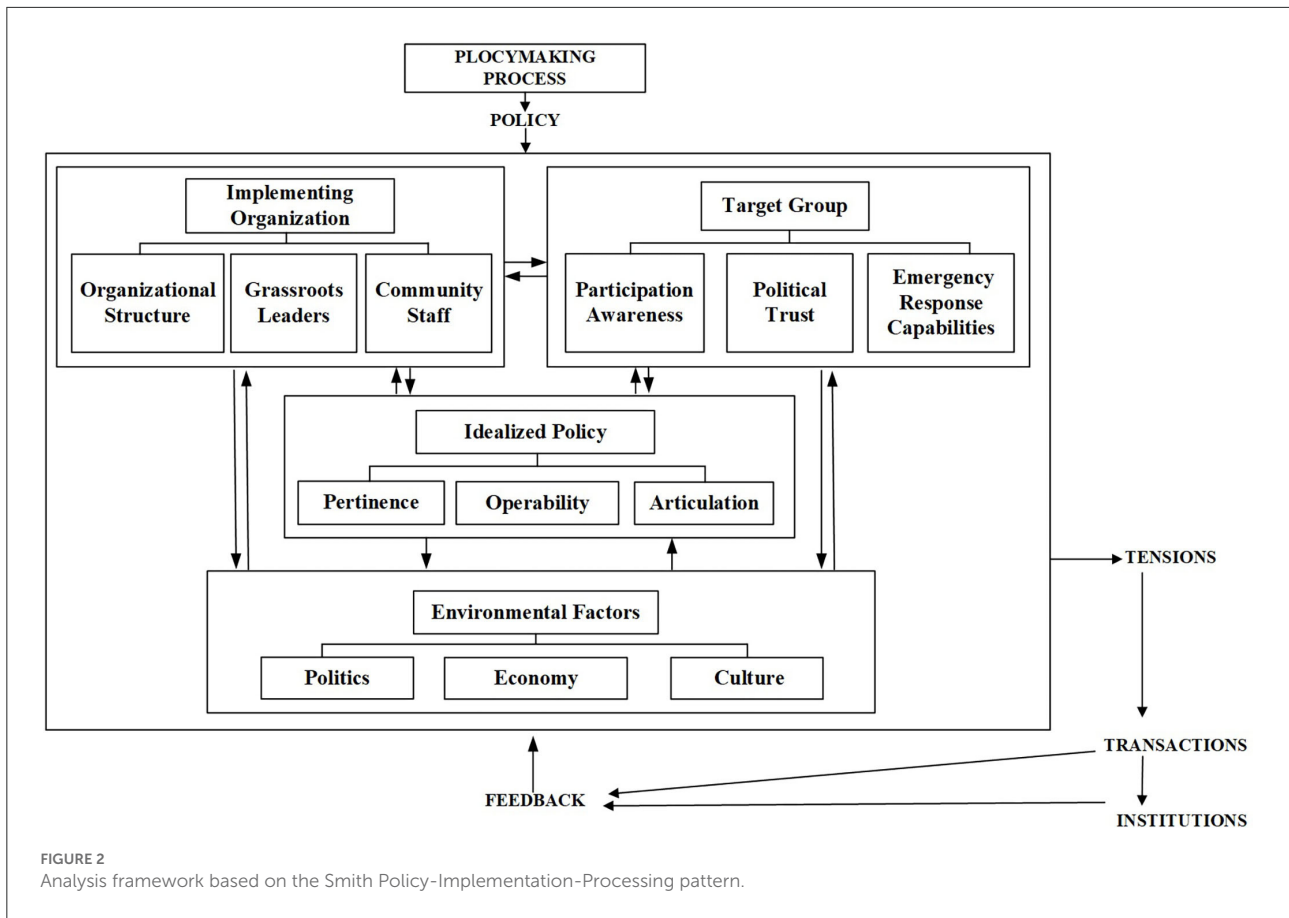 PLOCYMAKING
PROCESS
POLICY
Implementing
Organization
Organizational
Structure
Grassroots
Leaders
Community
Staff
Target Group
Participation
Awareness
Political
Trust
Emergency
Response
Capabilities
Idealized Policy
Pertinence
Operability
Articulation
Environmental Factors
Politics
Economy
Culture
TENSIONS
TRANSACTIONS
FEEDBACK
INSTITUTIONS
FIGURE 2
Analysis framework based on the Smith Policy-Implementation-Processing pattern.